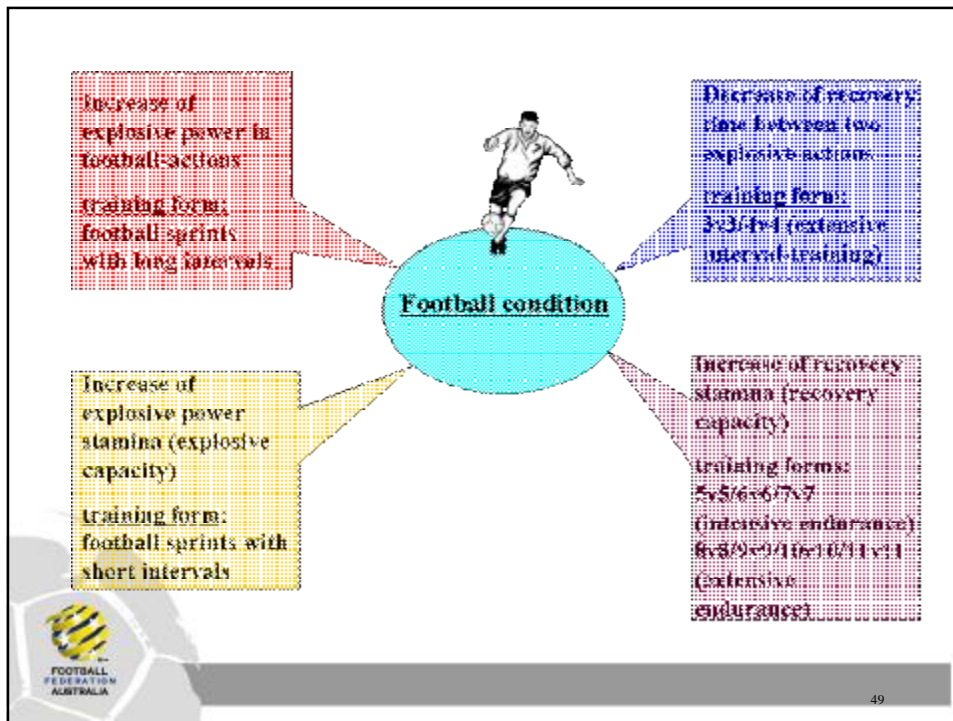 Increase of
explosive power in
football-actions
training form:
football sprints
with long intervals
Decrease of recovery
time between two
explosive actions
training form:
3v3/4v4 (extensive
interval-training)
Football condition
Increase of
explosive power
stamina (explosive
capacity)
training form:
football sprints with
short intervals
Increase of recovery
stamina (recovery
capacity)
training forms:
5v5/6v6/7v7
(intensive endurance)
8v8/9v9/10v10/11v11
(extensive
endurance)
FOOTBALL
FEDERATION
AUSTRALIA
49